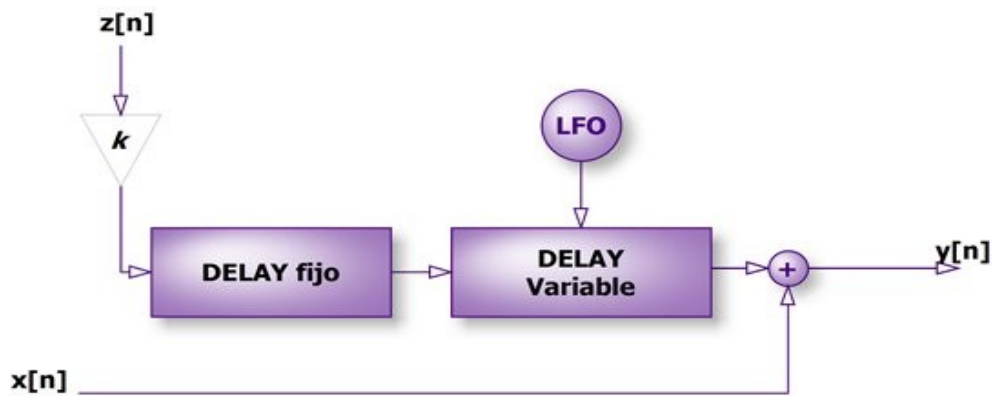 z[n]
k
LFO
DELAY fijo
DELAY
Variable
+
y[n]
x[n]